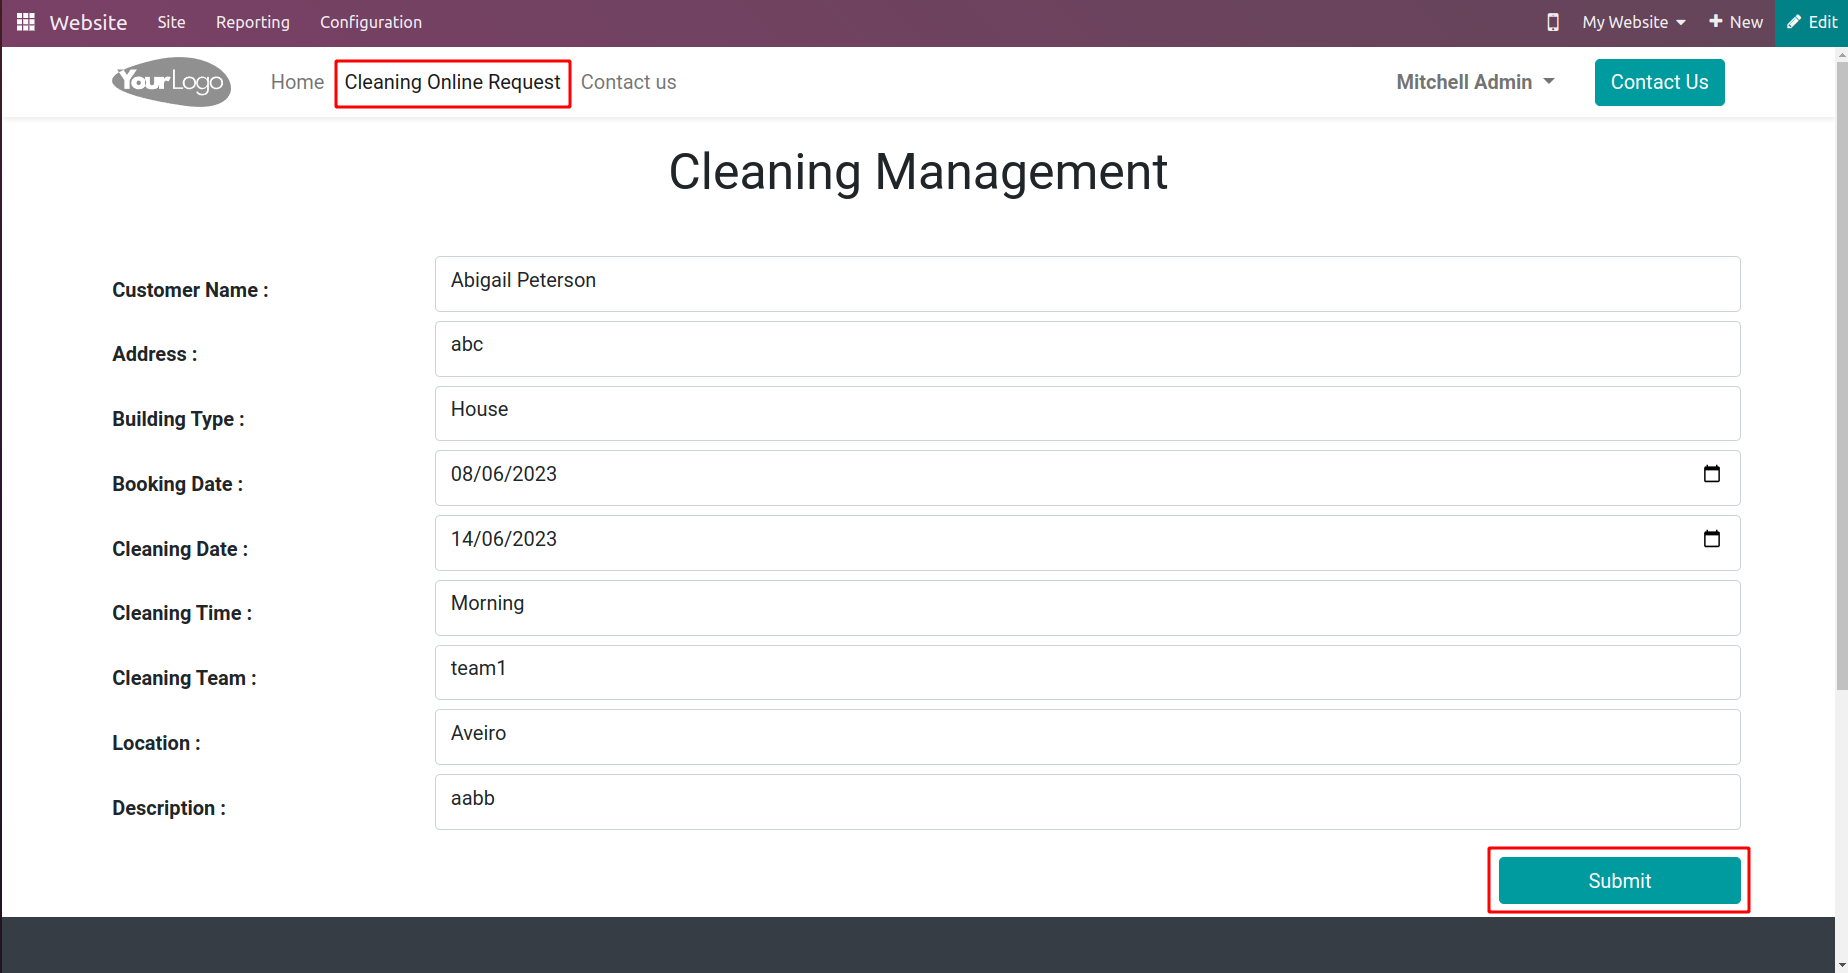 Website Site Reporting Configuration My Website New Edit
YourLogo Home Cleaning Online Request Contact us Mitchell Admin Contact Us
Cleaning Management
Customer Name : Abigail Peterson
Address : abc
Building Type : House
Booking Date : 08/06/2023
Cleaning Date : 14/06/2023
Cleaning Time : Morning
Cleaning Team : team1
Location : Aveiro
Description : aabb
Submit